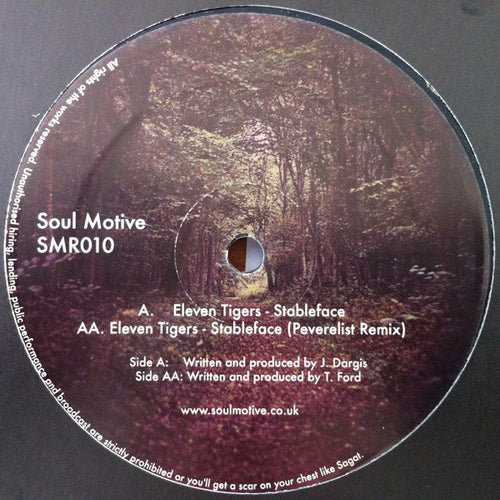 Soul Motive
SMR010
A. Eleven Tigers - Stableface
AA. Eleven Tigers - Stableface (Peverelist Remix)
Side A: Written and produced by J. Dargis
Side AA: Written and produced by T. Ford
www.soulmotive.co.uk
All rights of the works reserved. Unauthorised hiring, lending, public performance and broadcast are strictly prohibited or you'll get a scar on your chest like Sagat.